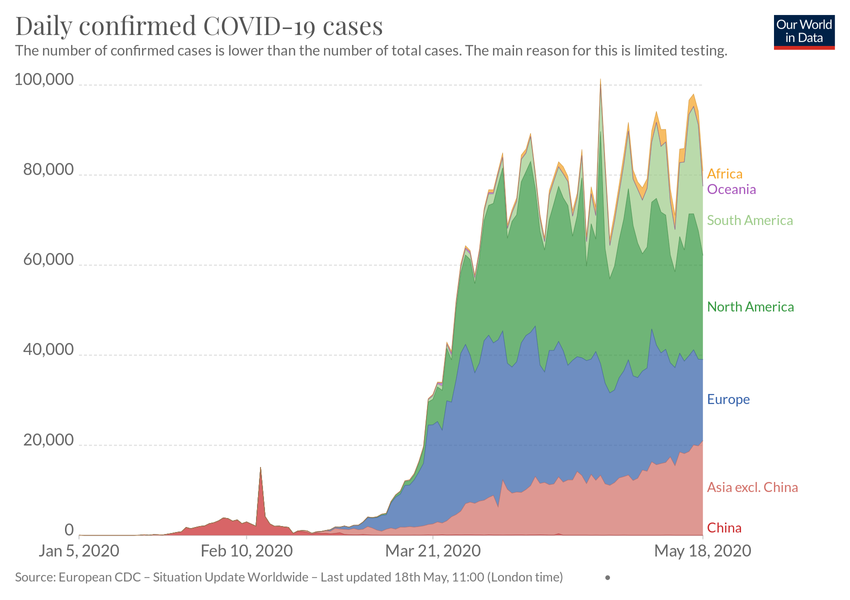 Daily confirmed COVID-19 cases
Our World
in Data
The number of confirmed cases is lower than the number of total cases. The main reason for this is limited testing.
100,000
80,000
60,000
40,000
20,000
0
Africa
Oceania
South America
North America
Europe
Asia excl. China
China
Jan 5, 2020
Feb 10, 2020
Mar 21, 2020
May 18, 2020
Source: European CDC – Situation Update Worldwide – Last updated 18th May, 11:00 (London time)